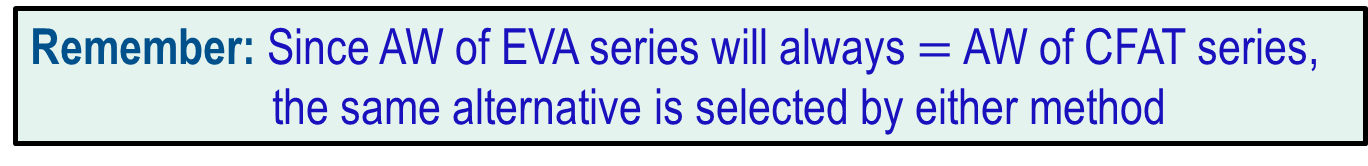 Remember: Since AW of EVA series will always = AW of CFAT series,
the same alternative is selected by either method